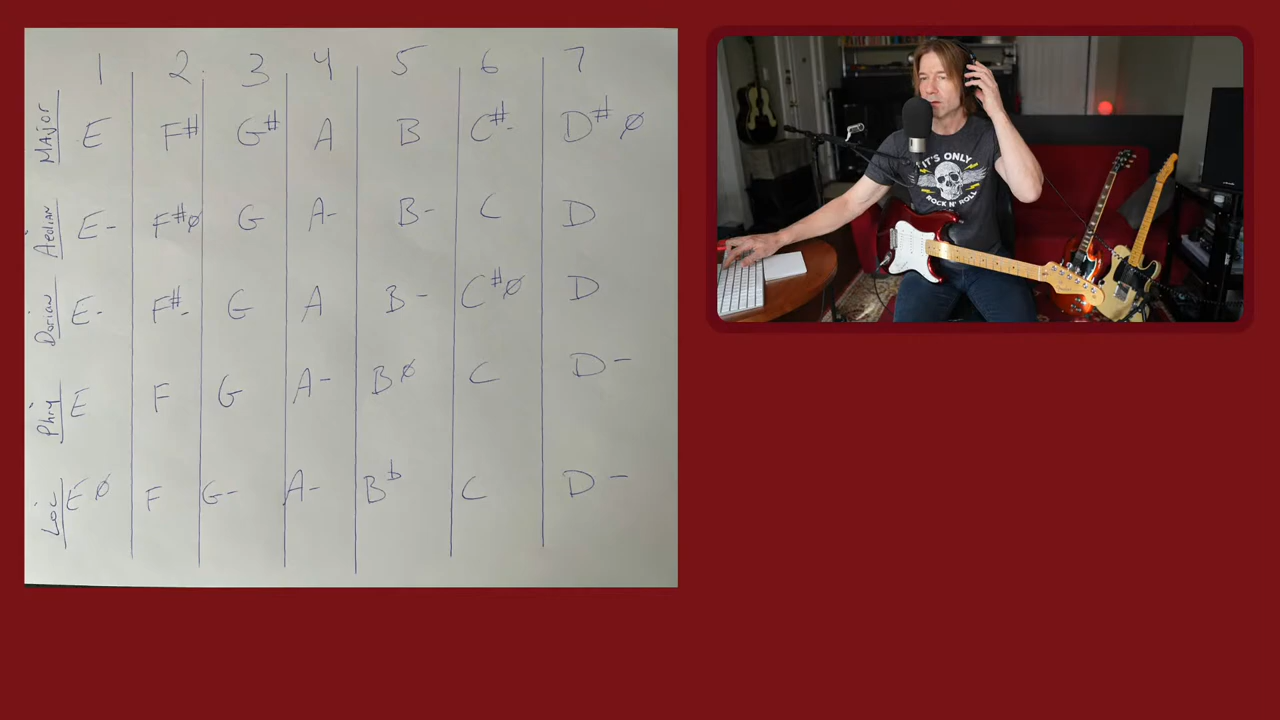 1 2 3 4 5 6 7
Major E F# G# A B C#- D#ø
Aeolian E- F#ø G A- B- C D
Dorian E- F#- G A B- C#ø D
Phry E F G A- Bø C D-
Loc Eø F G- A- Bb C D-
IT'S ONLY
ROCK N' ROLL